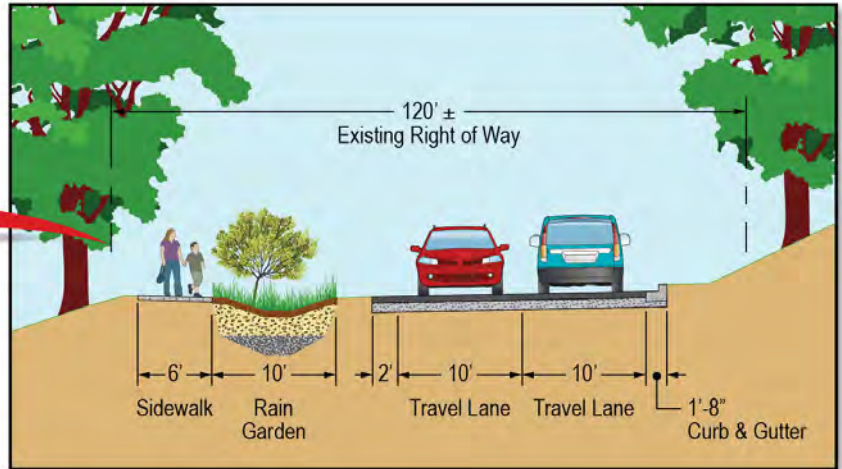 120' ±
Existing Right of Way
6' 10' 2' 10' 10'
Sidewalk Rain Garden Travel Lane Travel Lane 1'-8" Curb & Gutter